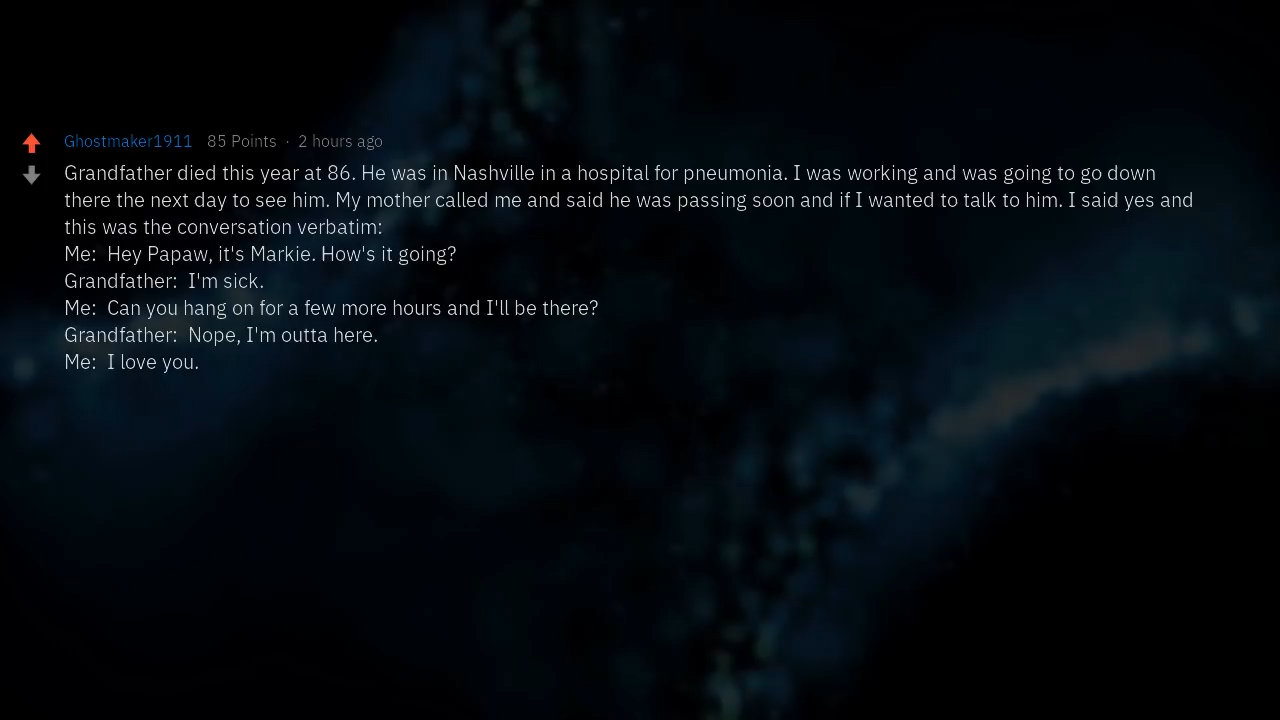 Ghostmaker1911 85 Points · 2 hours ago
Grandfather died this year at 86. He was in Nashville in a hospital for pneumonia. I was working and was going to go down
there the next day to see him. My mother called me and said he was passing soon and if I wanted to talk to him. I said yes and
this was the conversation verbatim:
Me:  Hey Papaw, it's Markie. How's it going?
Grandfather:  I'm sick.
Me:  Can you hang on for a few more hours and I'll be there?
Grandfather:  Nope, I'm outta here.
Me:  I love you.